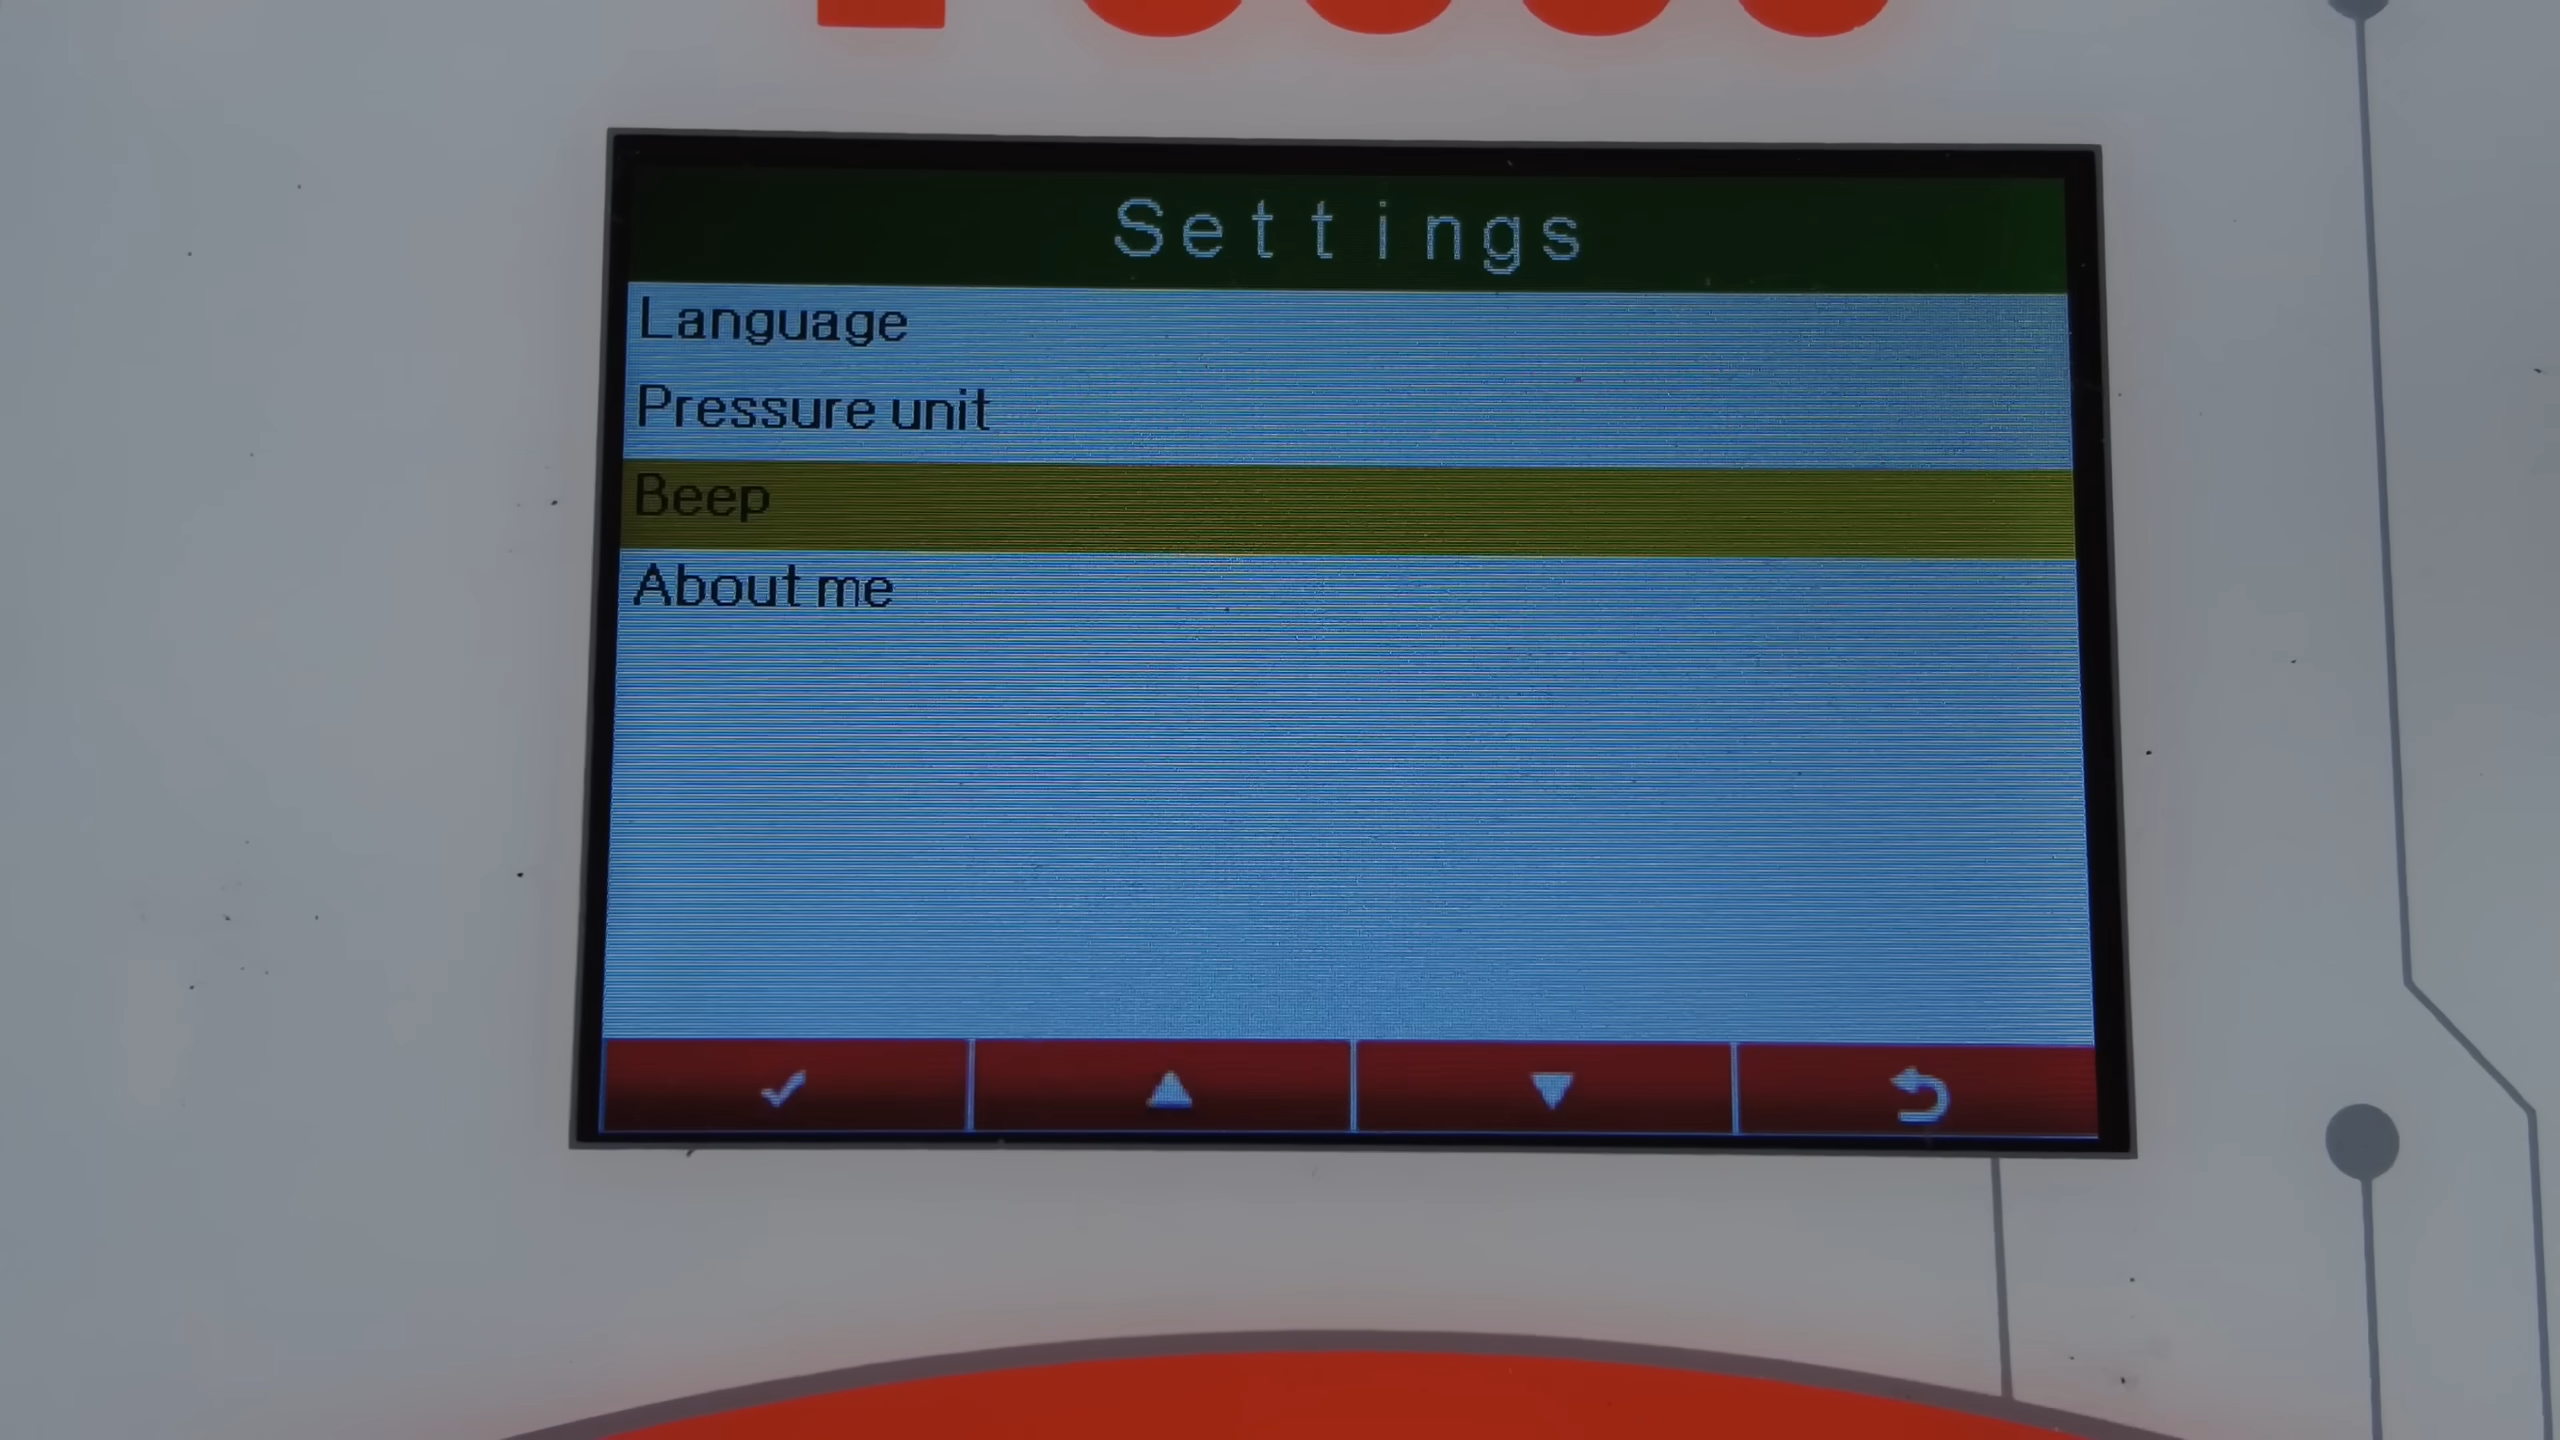 Settings
Language
Pressure unit
Beep
About me